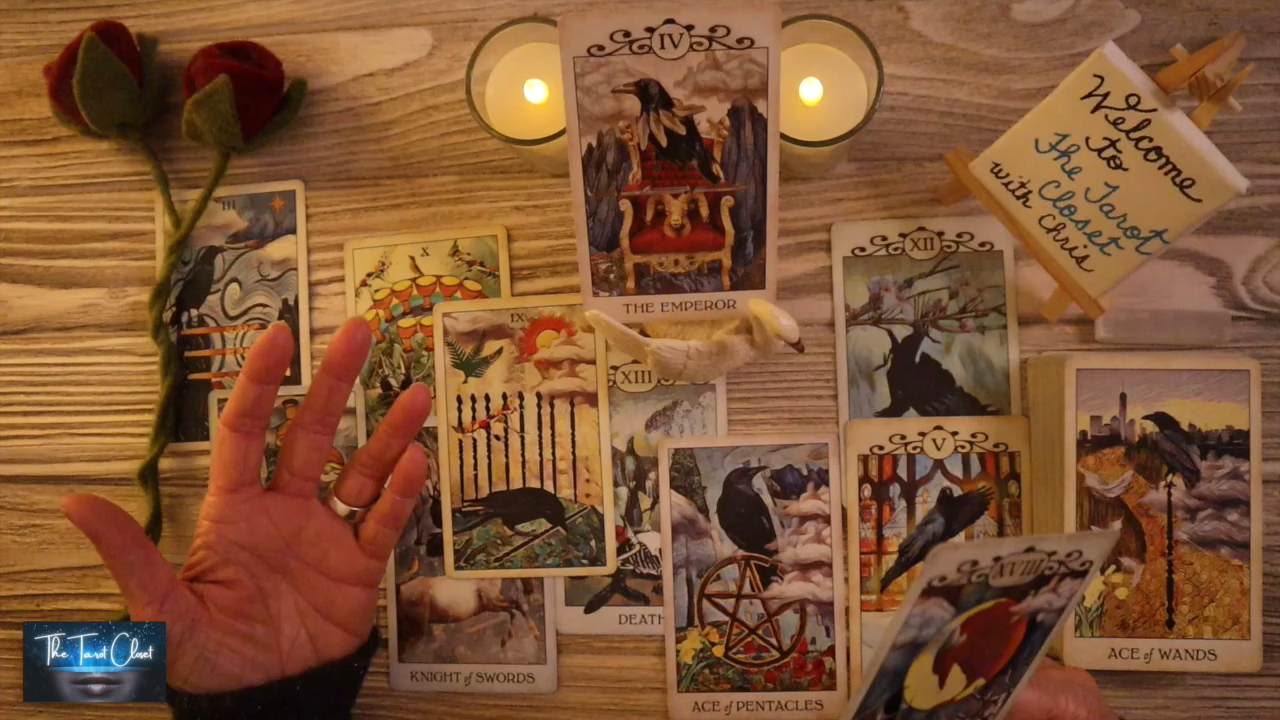 IV
THE EMPEROR
Welcome
to
The Tarot
Closet
with Chris
III
X
IX
XIII
DEATH
KNIGHT of SWORDS
ACE of PENTACLES
XII
V
XVIII
ACE of WANDS
The Tarot Closet